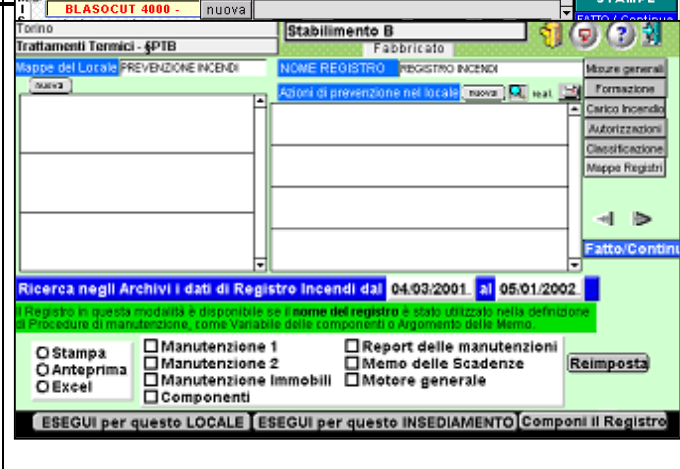 BLASOCUT 4000 - nuova
FATTO / Continua
Torino
Stabilimento B
Trattamenti Termici - §PTB
Fabbricato
Mappe del Locale PREVENZIONE INCENDI
NOME REGISTRO REGISTRO INCENDI
Misure generali
nuova
Azioni di prevenzione nel locale nuova real.
Formazione
Carico Incendio
Autorizzazioni
Classificazione
Mappe Registri
Fatto/Continu
Ricerca negli Archivi i dati di Registro Incendi dal 04/03/2001 al 05/01/2002
Il Registro in questa modalità è disponibile se il nome del registro è stato utilizzato nella definizione
di Procedure di manutenzione, come Variabile delle componenti o Argomento delle Memo.
Stampa
Anteprima
Excel
Manutenzione 1
Manutenzione 2
Manutenzione Immobili
Componenti
Report delle manutenzioni
Memo delle Scadenze
Motore generale
Reimposta
ESEGUI per questo LOCALE ESEGUI per questo INSEDIAMENTO Componi il Registro